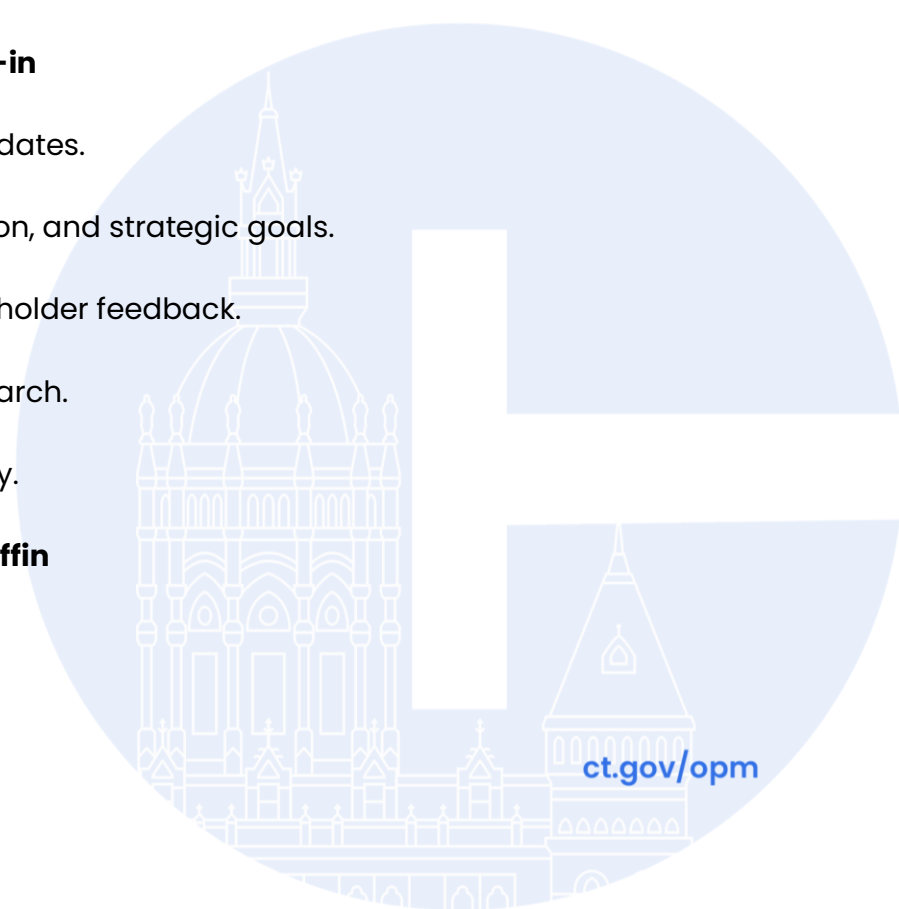 -in
dates.
on, and strategic goals.
holder feedback.
arch.
y.
ffin
ct.gov/opm